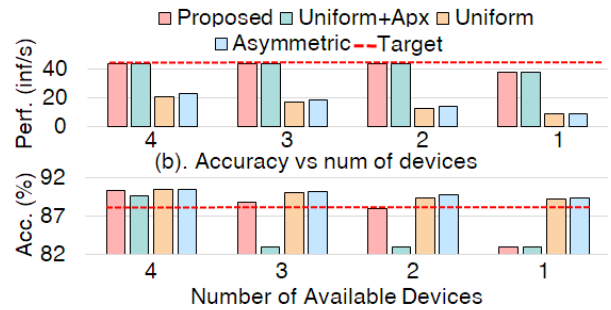 Proposed Uniform+Apx Uniform
Asymmetric Target
Perf. (inf/s)
40
20
0
4 3 2 1
(b). Accuracy vs num of devices
Acc. (%)
92
87
82
4 3 2 1
Number of Available Devices